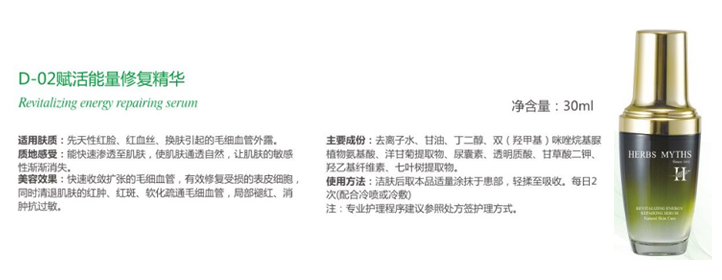 D-02赋活能量修复精华
Revitalizing energy repairing serum
净含量：30ml
适用肤质：先天性红脸、红血丝、换肤引起的毛细血管外露。
质地感受：能快速渗透至肌肤，使肌肤通透自然，让肌肤的敏感
性渐渐消失。
美容效果：快速收敛扩张的毛细血管，有效修复受损的表皮细胞，
同时清退肌肤的红肿、红斑、软化疏通毛细血管，局部褪红、消
肿抗过敏。
主要成份：去离子水、甘油、丁二醇、双（羟甲基）咪唑烷基脲
植物氨基酸、洋甘菊提取物、尿囊素、透明质酸、甘草酸二钾、
羟乙基纤维素、七叶树提取物。
使用方法：洁肤后取本品适量涂抹于患部，轻揉至吸收。每日2
次(配合冷喷或冷敷)
注：专业护理程序建议参照处方签护理方式。
HERBS MYTHS
H
REVITALIZING ENERGY
REPAIRING SERUM
Natural Skin Care